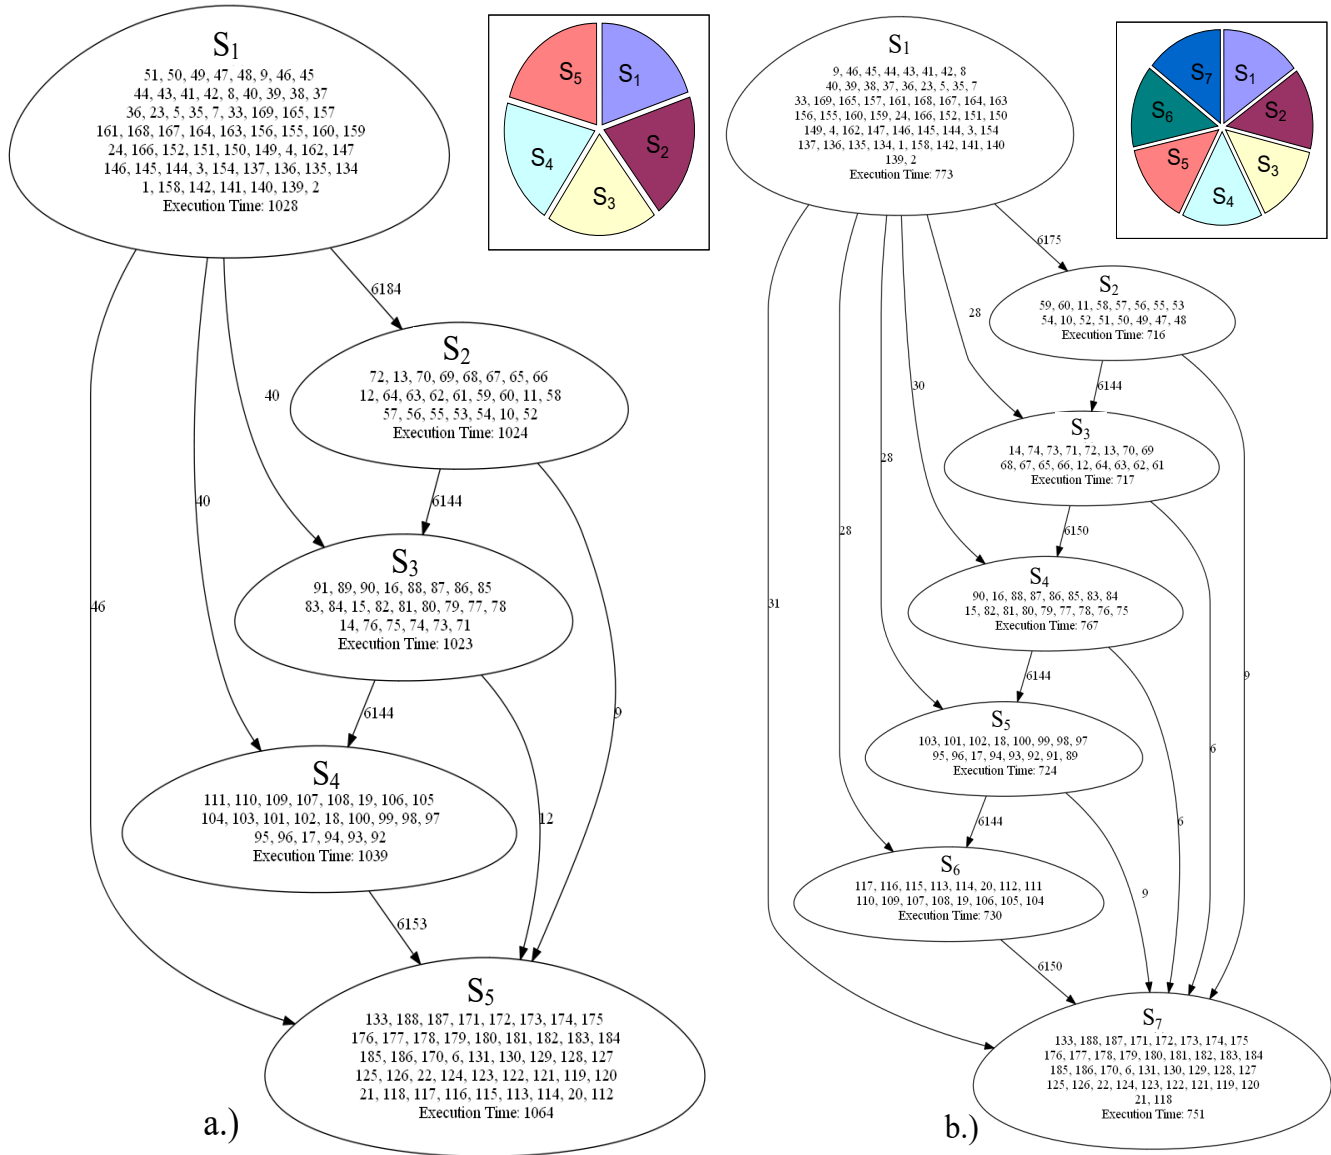 S1
51, 50, 49, 47, 48, 9, 46, 45
44, 43, 41, 42, 8, 40, 39, 38, 37
36, 23, 5, 35, 7, 33, 169, 165, 157
161, 168, 167, 164, 163, 156, 155, 160, 159
24, 166, 152, 151, 150, 149, 4, 162, 147
146, 145, 144, 3, 154, 137, 136, 135, 134
1, 158, 142, 141, 140, 139, 2
Execution Time: 1028
S5
S1
S4
S2
S3
6184
S2
72, 13, 70, 69, 68, 67, 65, 66
12, 64, 63, 62, 61, 59, 60, 11, 58
57, 56, 55, 53, 54, 10, 52
Execution Time: 1024
40
40
6144
46
S3
91, 89, 90, 16, 88, 87, 86, 85
83, 84, 15, 82, 81, 80, 79, 77, 78
14, 76, 75, 74, 73, 71
Execution Time: 1023
6144
9
S4
111, 110, 109, 107, 108, 19, 106, 105
104, 103, 101, 102, 18, 100, 99, 98, 97
95, 96, 17, 94, 93, 92
Execution Time: 1039
12
6153
S5
133, 188, 187, 171, 172, 173, 174, 175
176, 177, 178, 179, 180, 181, 182, 183, 184
185, 186, 170, 6, 131, 130, 129, 128, 127
125, 126, 22, 124, 123, 122, 121, 119, 120
21, 118, 117, 116, 115, 113, 114, 20, 112
Execution Time: 1064
a.)
S1
9, 46, 45, 44, 43, 41, 42, 8
40, 39, 38, 37, 36, 23, 5, 35, 7
33, 169, 165, 157, 161, 168, 167, 164, 163
156, 155, 160, 159, 24, 166, 152, 151, 150
149, 4, 162, 147, 146, 145, 144, 3, 154
137, 136, 135, 134, 1, 158, 142, 141, 140
139, 2
Execution Time: 773
S7
S1
S6
S2
S5
S3
S4
6175
S2
59, 60, 11, 58, 57, 56, 55, 53
54, 10, 52, 51, 50, 49, 47, 48
Execution Time: 716
28
30
6144
S3
14, 74, 73, 71, 72, 13, 70, 69
68, 67, 65, 66, 12, 64, 63, 62, 61
Execution Time: 717
28
28
6150
31
S4
90, 16, 88, 87, 86, 85, 83, 84
15, 82, 81, 80, 79, 77, 78, 76, 75
Execution Time: 767
6144
9
S5
103, 101, 102, 18, 100, 99, 98, 97
95, 96, 17, 94, 93, 92, 91, 89
Execution Time: 724
6
6144
6
S6
117, 116, 115, 113, 114, 20, 112, 111
110, 109, 107, 108, 19, 106, 105, 104
Execution Time: 730
9
6150
S7
133, 188, 187, 171, 172, 173, 174, 175
176, 177, 178, 179, 180, 181, 182, 183, 184
185, 186, 170, 6, 131, 130, 129, 128, 127
125, 126, 22, 124, 123, 122, 121, 119, 120
21, 118
Execution Time: 751
b.)